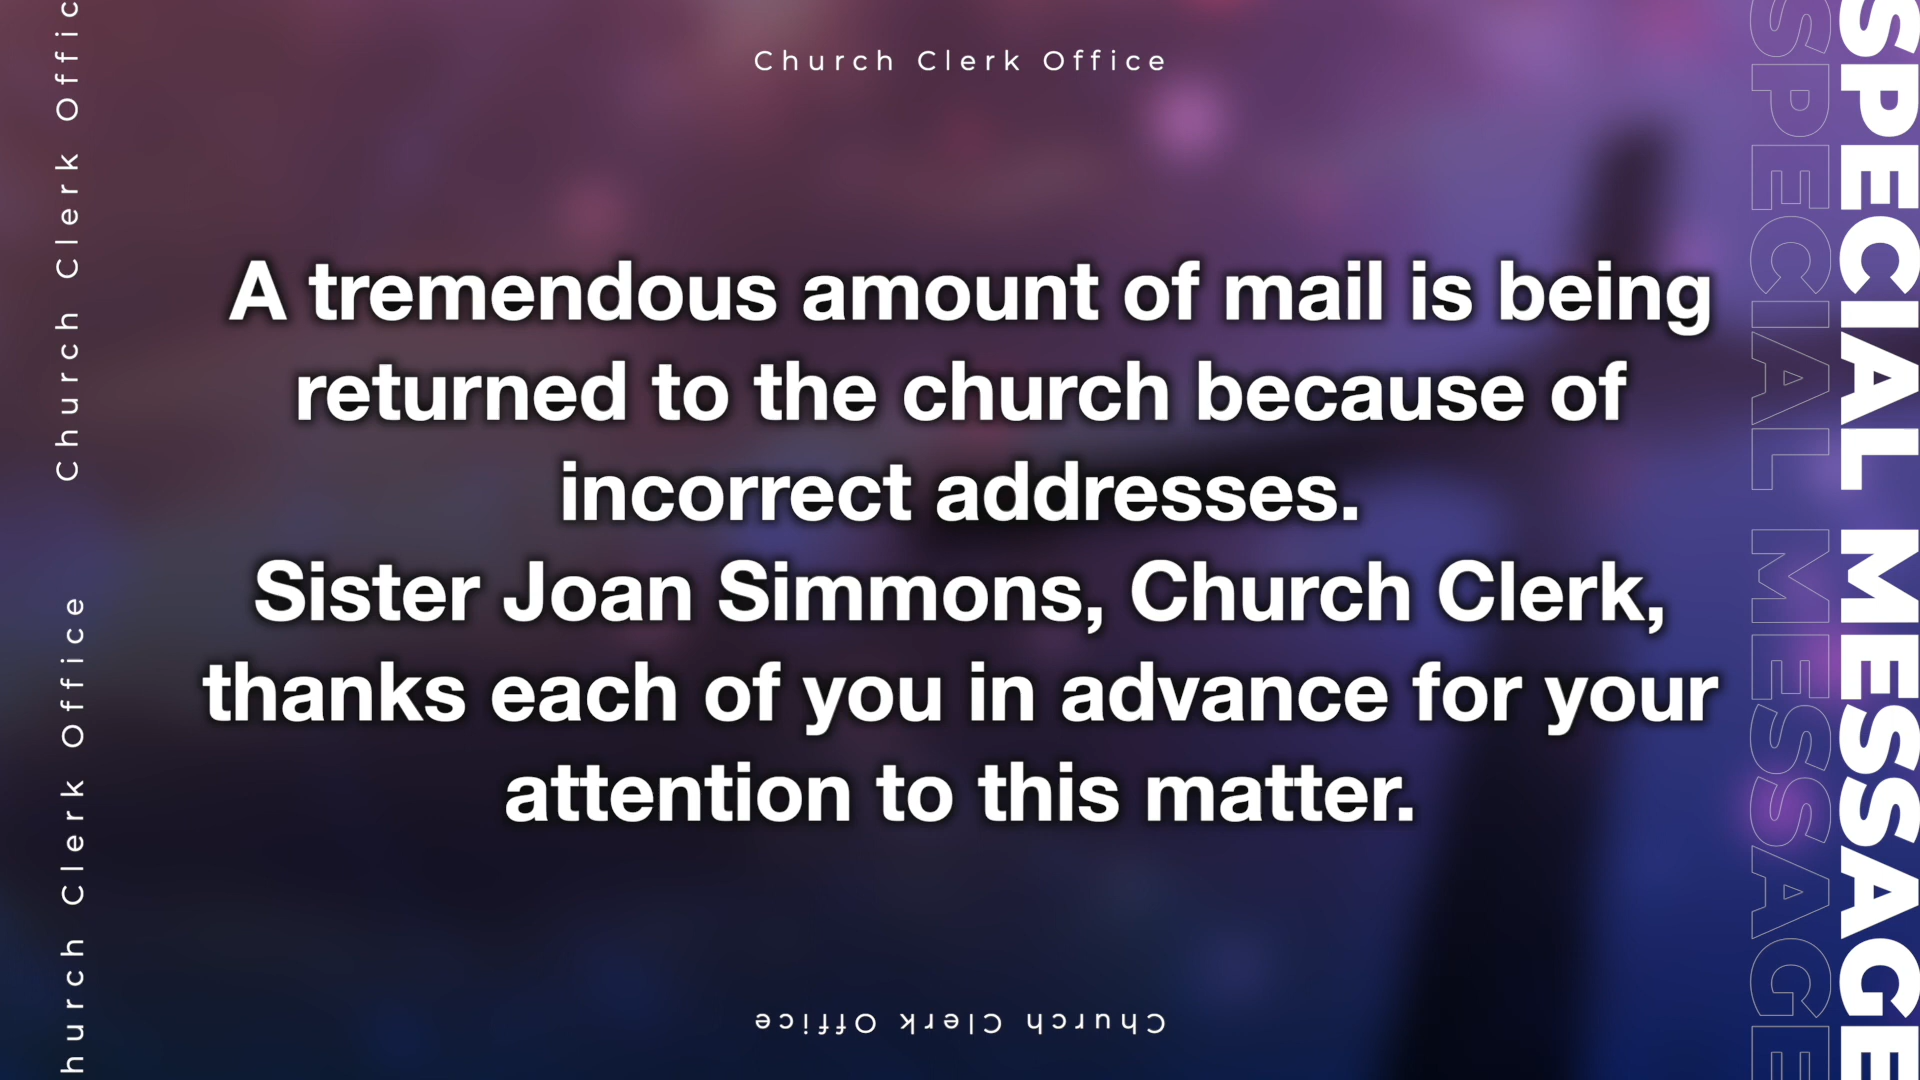 Church Clerk Office
A tremendous amount of mail is being
returned to the church because of
incorrect addresses.
Sister Joan Simmons, Church Clerk,
thanks each of you in advance for your
attention to this matter.
Church Clerk Office
Church Clerk Offic
hurch Clerk Office
SPECIAL MESSAGE
SPECIAL MESSAGE